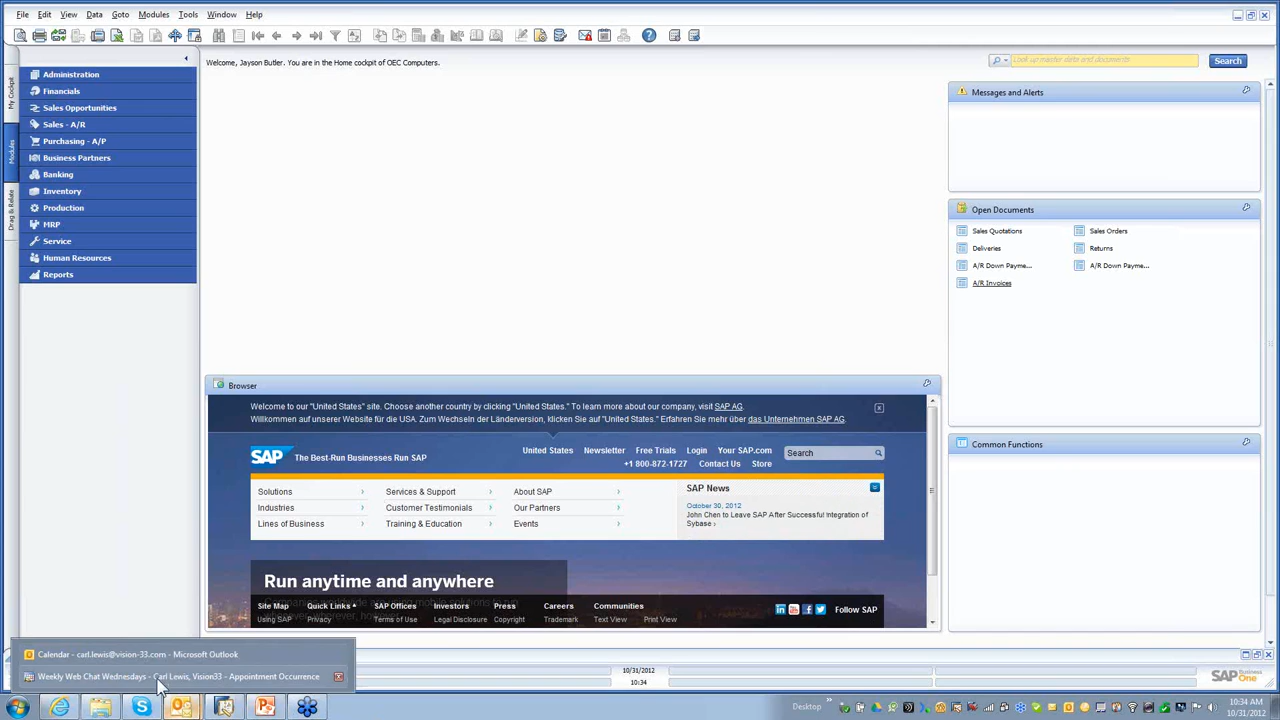 File Edit View Data Goto Modules Tools Window Help
Welcome, Jayson Butler. You are in the Home cockpit of OEC Computers.
Look up master data and documents
Search
My Cockpit
Modules
Drag & Relate
Administration
Financials
Sales Opportunities
Sales - A/R
Purchasing - A/P
Business Partners
Banking
Inventory
Production
MRP
Service
Human Resources
Reports
Messages and Alerts
Open Documents
Sales Quotations Sales Orders
Deliveries Returns
A/R Down Payme... A/R Down Payme...
A/R Invoices
Common Functions
Browser
Welcome to our "United States" site. Choose another country by clicking "United States." To learn more about our company, visit SAP AG.
Willkommen auf unserer Website für die USA. Zum Wechseln der Länderversion, klicken Sie auf "United States." Erfahren Sie mehr über das Unternehmen SAP AG.
SAP The Best-Run Businesses Run SAP
United States Newsletter Free Trials Login Your SAP.com
+1 800-872-1727 Contact Us Store
Search
Solutions Services & Support About SAP
Industries Customer Testimonials Our Partners
Lines of Business Training & Education Events
SAP News
October 30, 2012
John Chen to Leave SAP After Successful Integration of
Sybase
Run anytime and anywhere
Site Map Quick Links SAP Offices Investors Press Careers Communities
Using SAP Privacy Terms of Use Legal Disclosure Copyright Trademark Text View Print View
Follow SAP
Calendar - carl.lewis@vision-33.com - Microsoft Outlook
Weekly Web Chat Wednesdays - Carl Lewis, Vision33 - Appointment Occurrence
10/31/2012
10:34
SAP Business One
Desktop
10:34 AM
10/31/2012